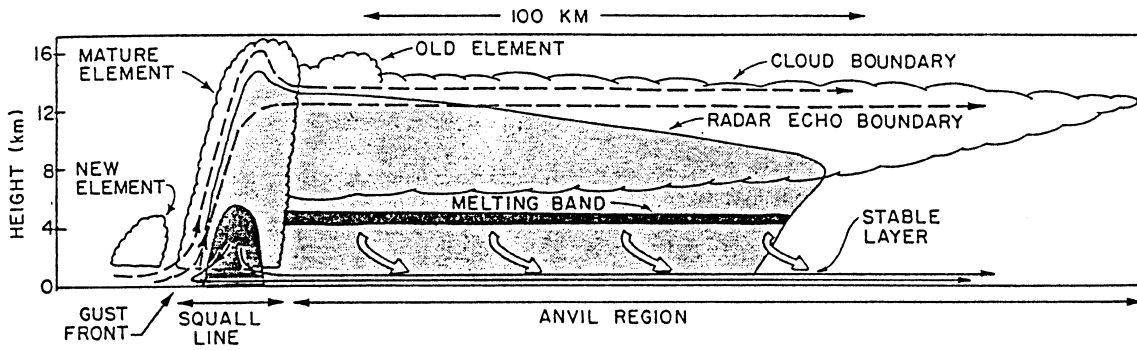 100 KM
16
12
8
4
0
HEIGHT (km)
MATURE
ELEMENT
OLD ELEMENT
CLOUD BOUNDARY
RADAR ECHO BOUNDARY
NEW
ELEMENT
MELTING BAND
STABLE
LAYER
GUST
FRONT
SQUALL
LINE
ANVIL REGION